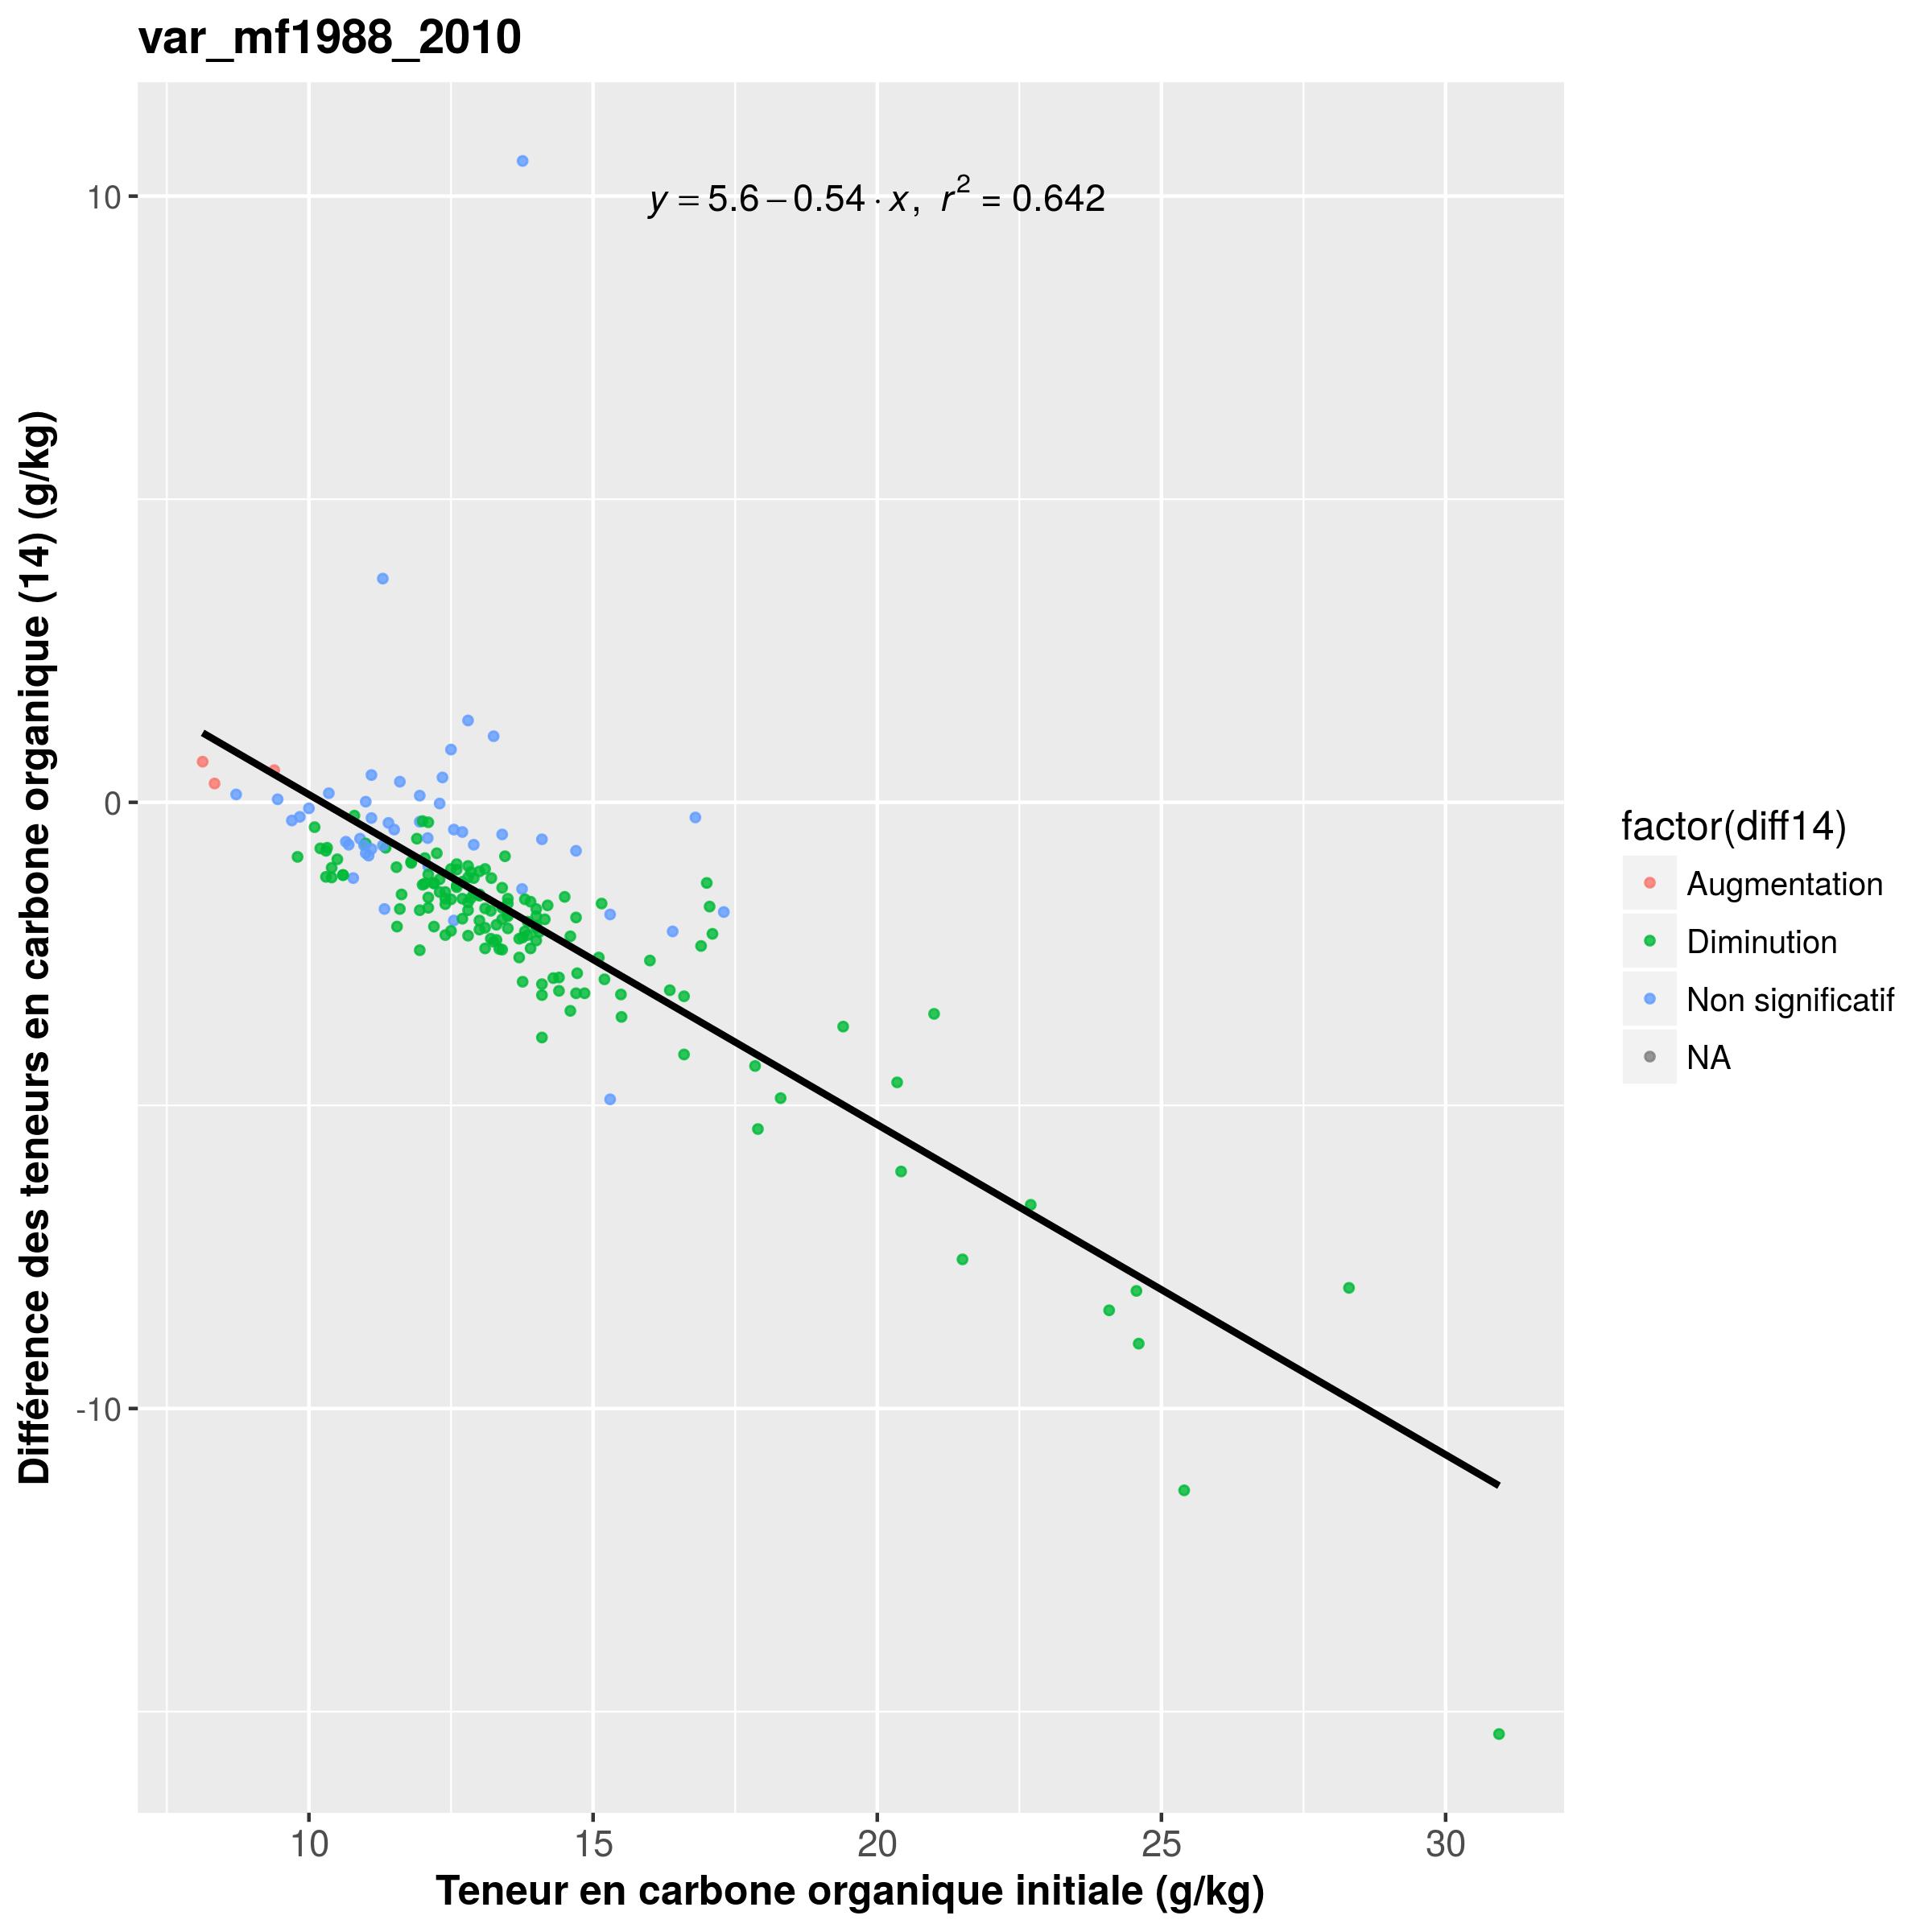 var_mf1988_2010
Différence des teneurs en carbone organique (14) (g/kg)
10
0
-10
y = 5.6 − 0.54 ⋅ x, r² = 0.642
10 15 20 25 30
Teneur en carbone organique initiale (g/kg)
factor(diff14)
Augmentation
Diminution
Non significatif
NA